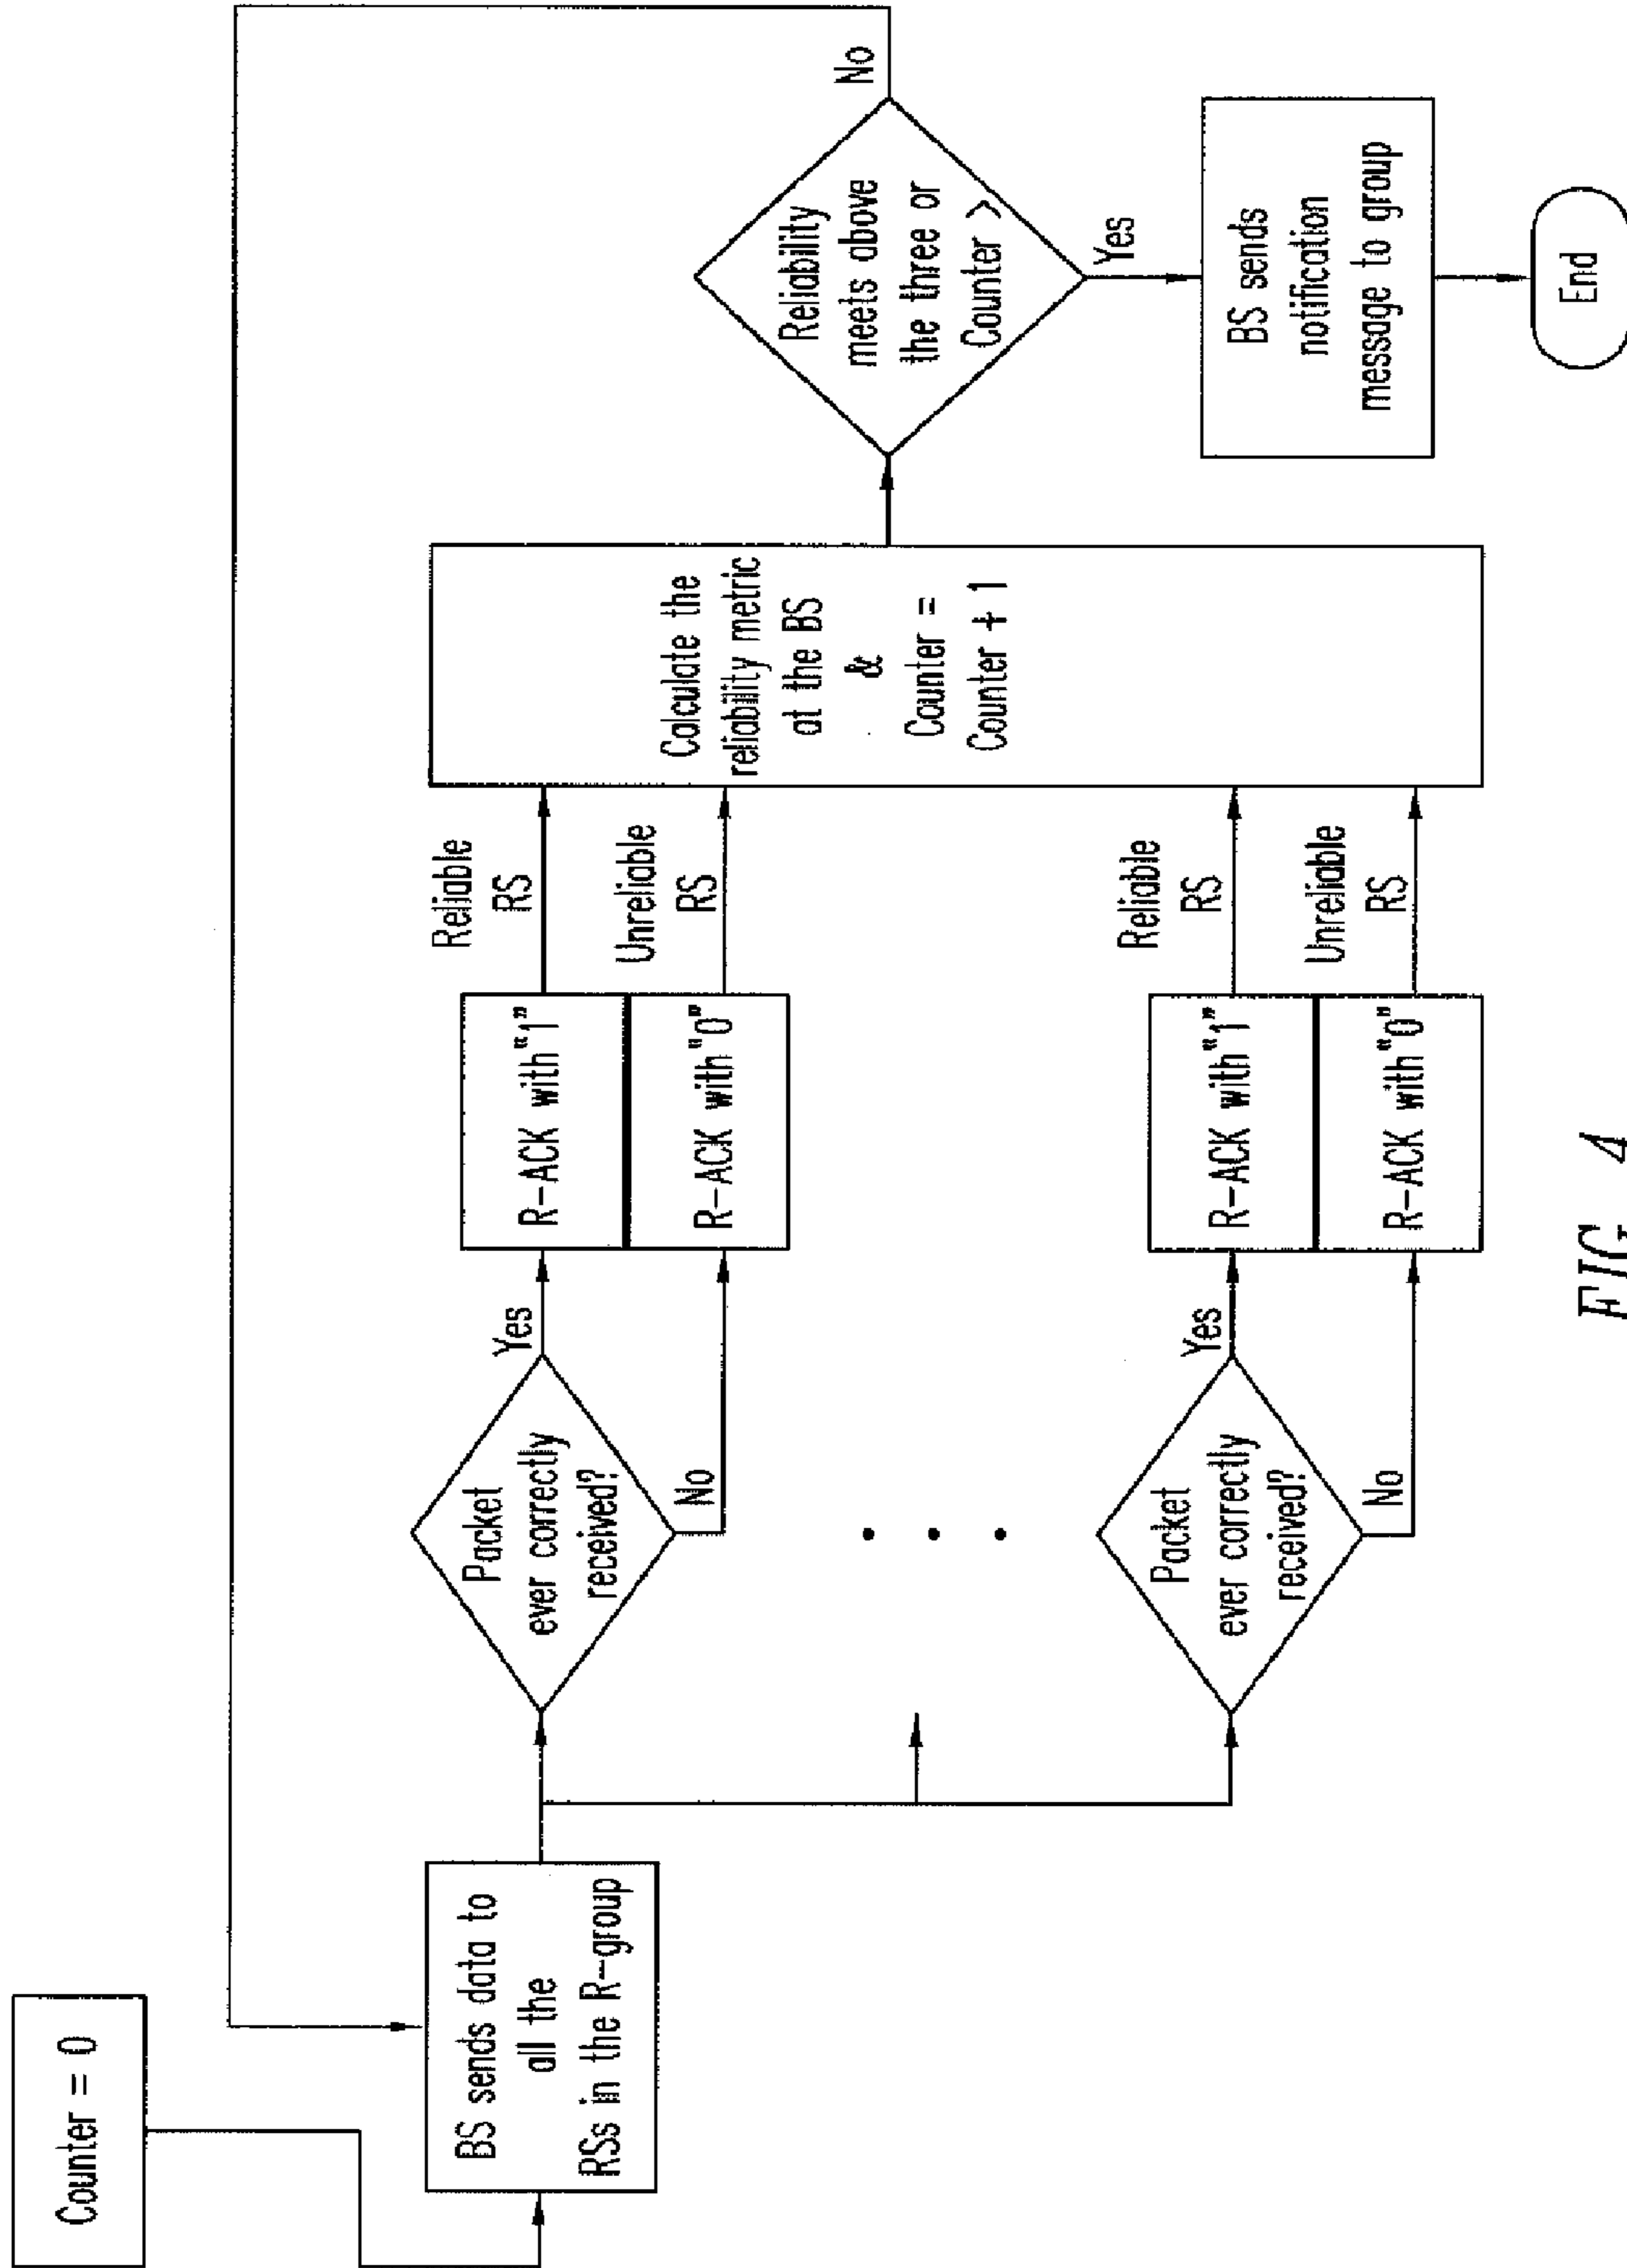 Counter = 0
BS sends data to
all the
RSs in the R-group
Packet
ever correctly
received?
Yes
No
R-ACK with "1"
R-ACK with "0"
Reliable
RS
Unreliable
RS
Packet
ever correctly
received?
Yes
No
R-ACK with "1"
R-ACK with "0"
Reliable
RS
Unreliable
RS
Calculate the
reliability metric
at the BS
&
Counter =
Counter + 1
Reliability
meets above
the three or
Counter >
No
Yes
BS sends
notification
message to group
End
FIG. 4